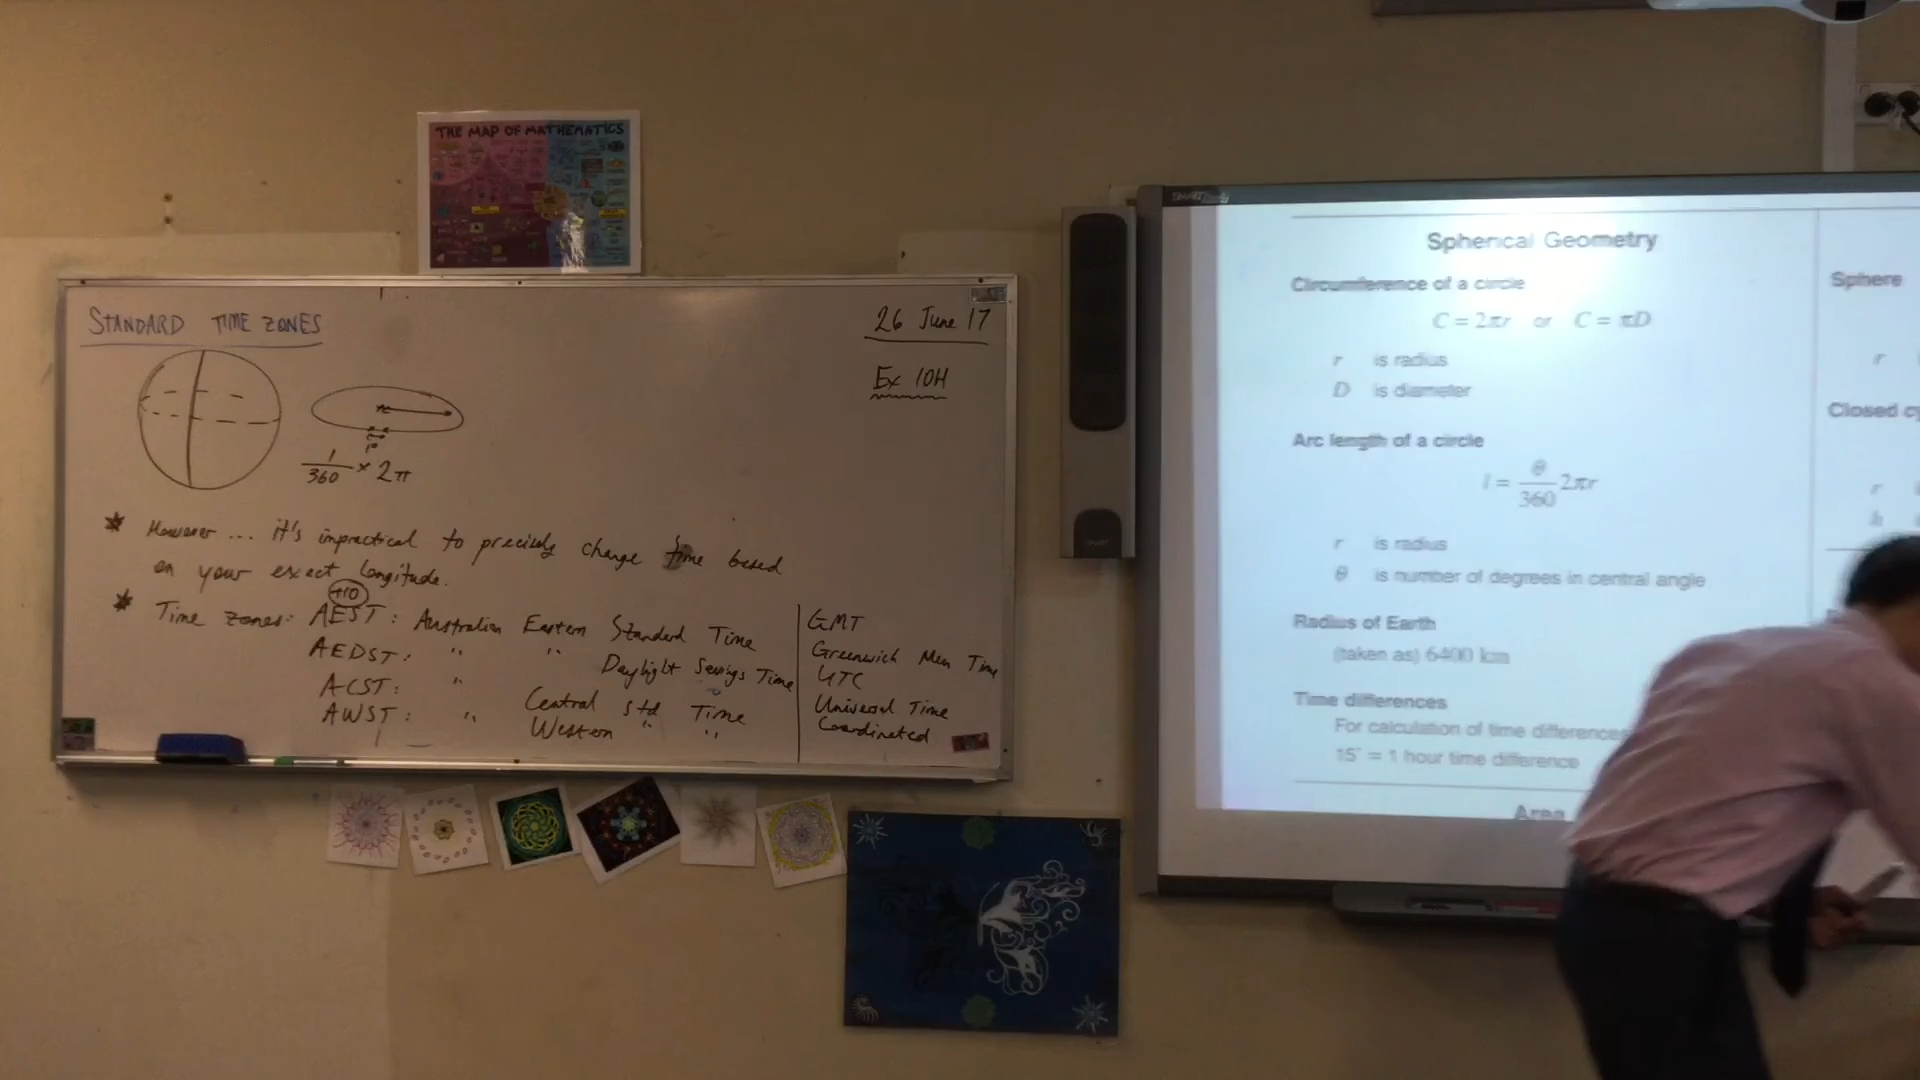 THE MAP OF MATHEMATICS
STANDARD TIME ZONES
26 June 17
Ex 10H
1°
1/360 × 2π
* However ... it's impractical to precisely change time based
on your exact longitude.
+10
* Time zones: AEST: Australian Eastern Standard Time
AEDST: " " Daylight Savings Time
ACST: " Central Std Time
AWST: " Western " "
GMT
Greenwich Mean Time
UTC
Universal Time
Coordinated
SMART
Spherical Geometry
Circumference of a circle
C = 2πr or C = πD
r is radius
D is diameter
Arc length of a circle
l = θ/360 2πr
r is radius
θ is number of degrees in central angle
Radius of Earth
(taken as) 6400 km
Time differences
For calculation of time differences
15° = 1 hour time difference
Area
Sphere
r
Closed cy
r
h